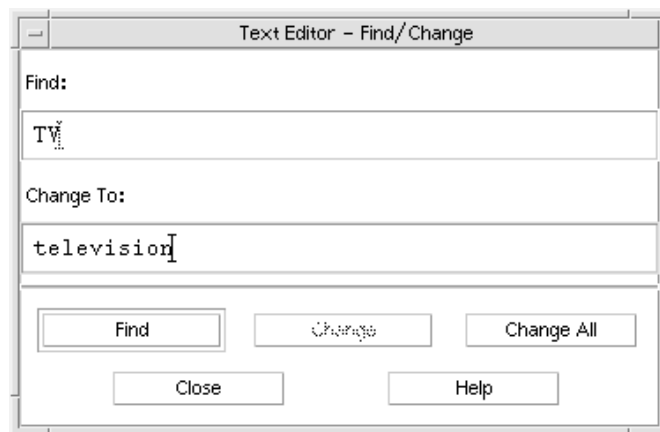 Text Editor – Find/Change
Find:
TV
Change To:
television
Find Change Change All
Close Help